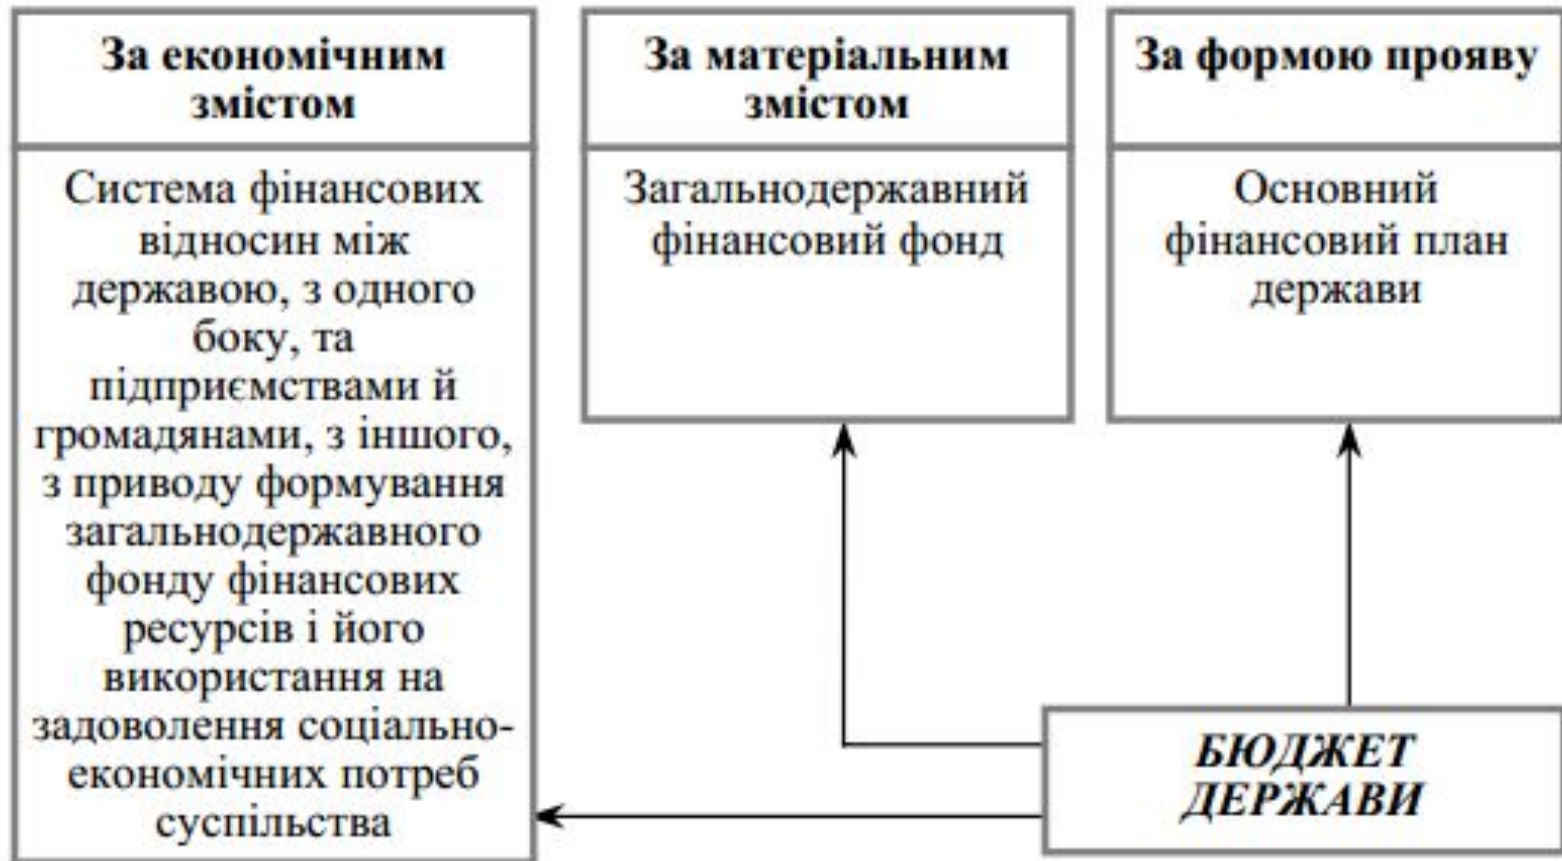 За економічним
змістом
Система фінансових
відносин між
державою, з одного
боку, та
підприємствами й
громадянами, з іншого,
з приводу формування
загальнодержавного
фонду фінансових
ресурсів і його
використання на
задоволення соціально-
економічних потреб
суспільства
За матеріальним
змістом
Загальнодержавний
фінансовий фонд
За формою прояву
Основний
фінансовий план
держави
БЮДЖЕТ
ДЕРЖАВИ